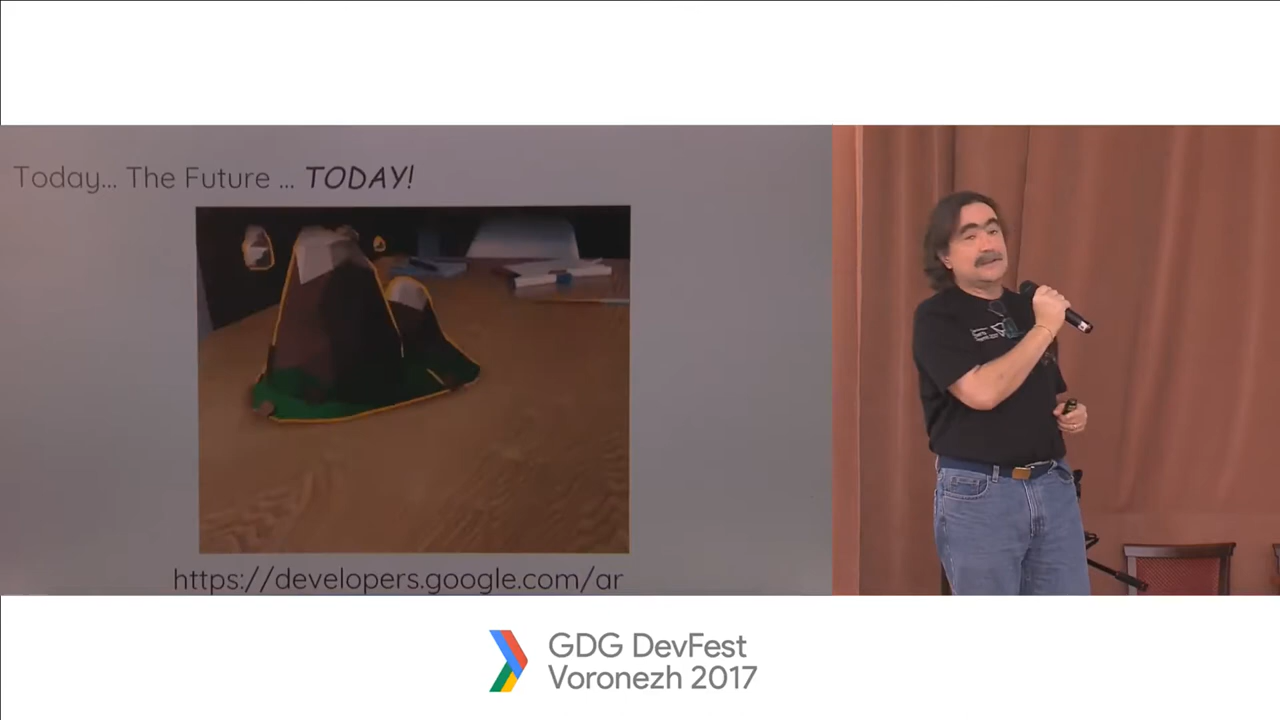 Today... The Future ... TODAY!
https://developers.google.com/ar
GDG DevFest
Voronezh 2017